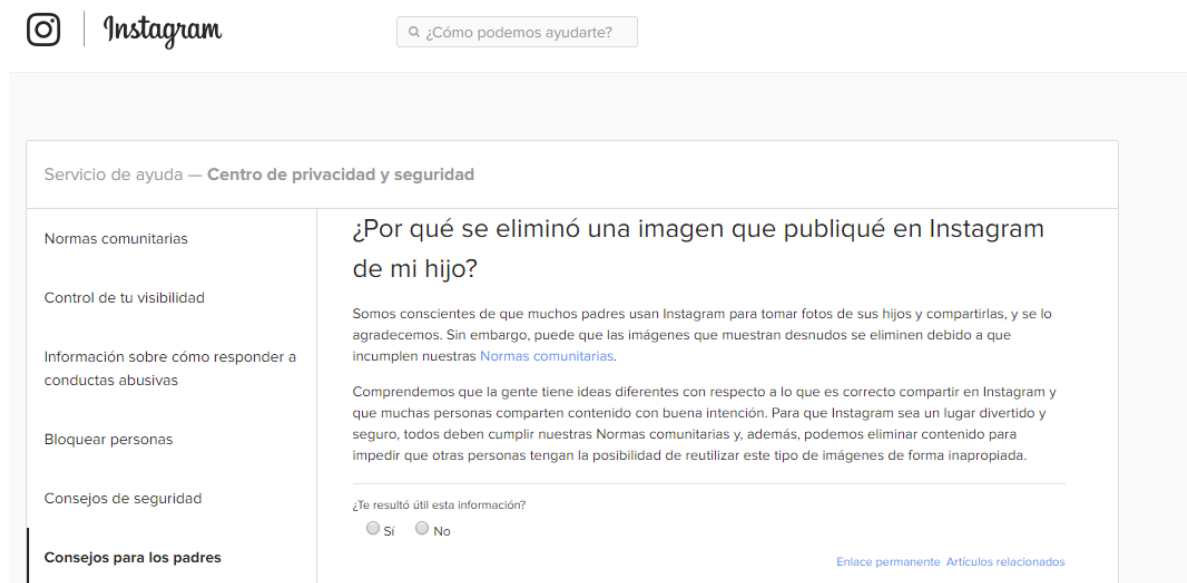 Instagram
¿Cómo podemos ayudarte?
Servicio de ayuda — Centro de privacidad y seguridad
Normas comunitarias
Control de tu visibilidad
Información sobre cómo responder a
conductas abusivas
Bloquear personas
Consejos de seguridad
Consejos para los padres
¿Por qué se eliminó una imagen que publiqué en Instagram
de mi hijo?
Somos conscientes de que muchos padres usan Instagram para tomar fotos de sus hijos y compartirlas, y se lo
agradecemos. Sin embargo, puede que las imágenes que muestran desnudos se eliminen debido a que
incumplen nuestras Normas comunitarias.
Comprendemos que la gente tiene ideas diferentes con respecto a lo que es correcto compartir en Instagram y
que muchas personas comparten contenido con buena intención. Para que Instagram sea un lugar divertido y
seguro, todos deben cumplir nuestras Normas comunitarias y, además, podemos eliminar contenido para
impedir que otras personas tengan la posibilidad de reutilizar este tipo de imágenes de forma inapropiada.
¿Te resultó útil esta información?
Sí No
Enlace permanente Artículos relacionados